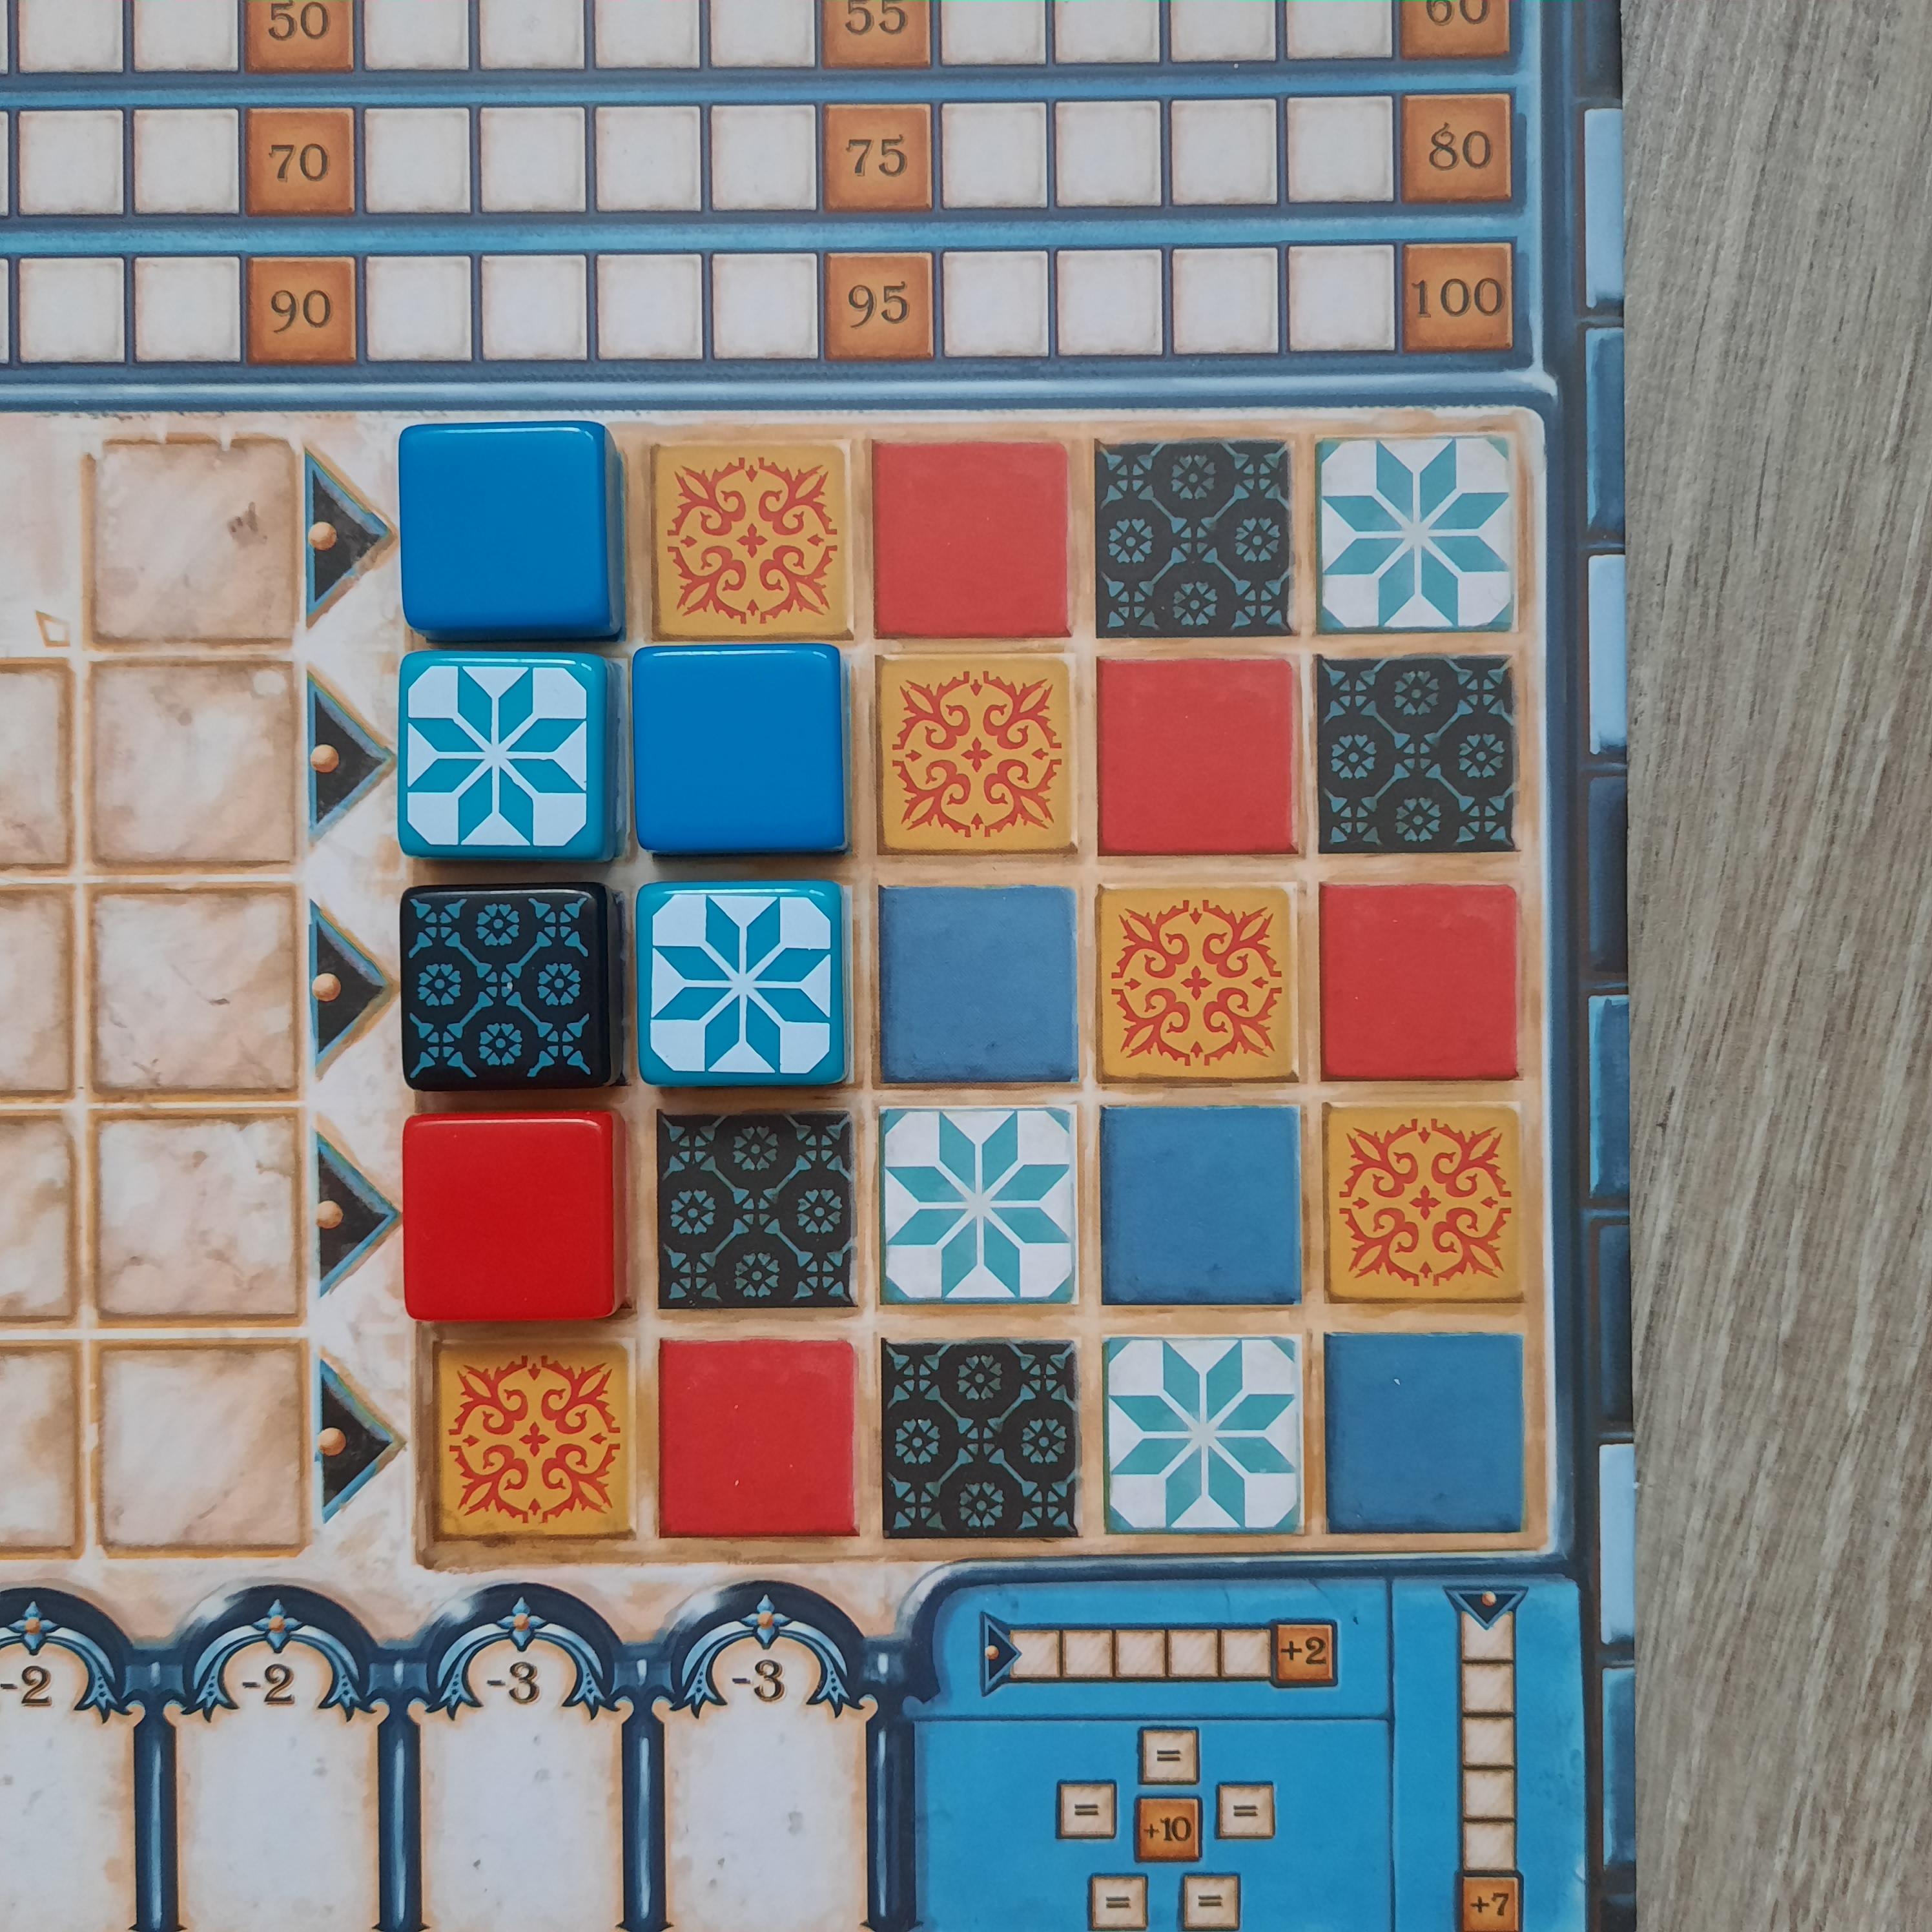 50 55 60
70 75 80
90 95 100
-2 -2 -3 -3
+2
=
= +10 =
= =
+7